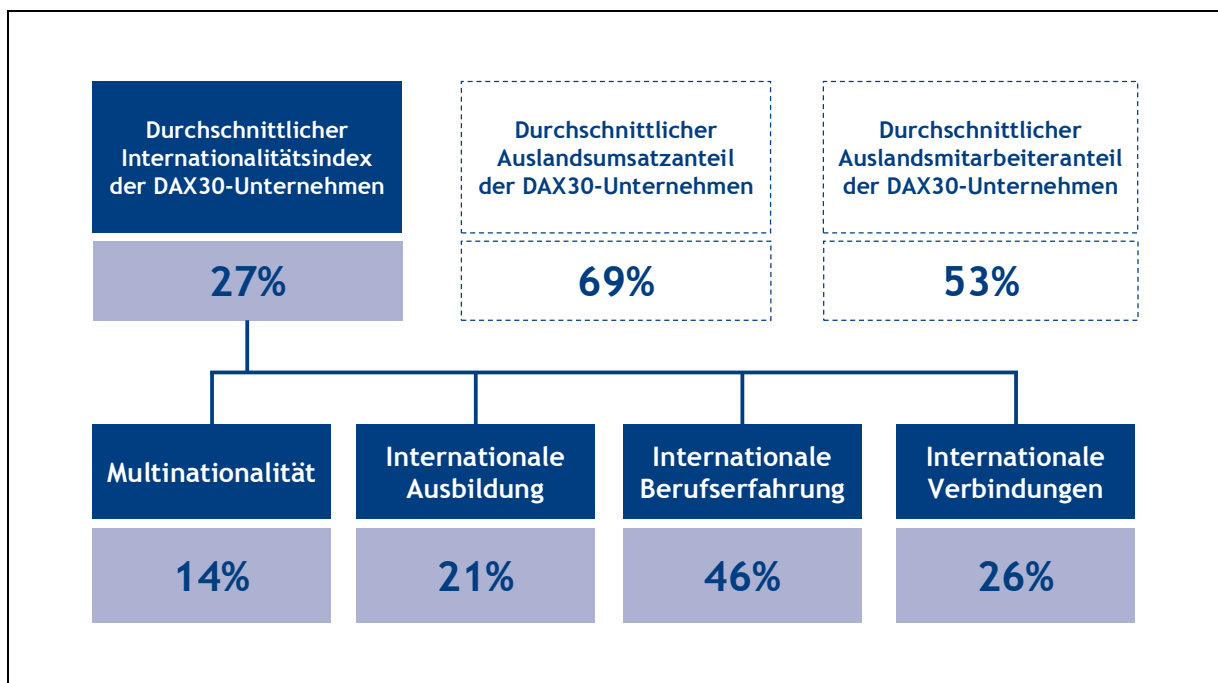 Durchschnittlicher
Internationalitätsindex
der DAX30-Unternehmen
27%
Durchschnittlicher
Auslandsumsatzanteil
der DAX30-Unternehmen
69%
Durchschnittlicher
Auslandsmitarbeiteranteil
der DAX30-Unternehmen
53%
Multinationalität
14%
Internationale
Ausbildung
21%
Internationale
Berufserfahrung
46%
Internationale
Verbindungen
26%